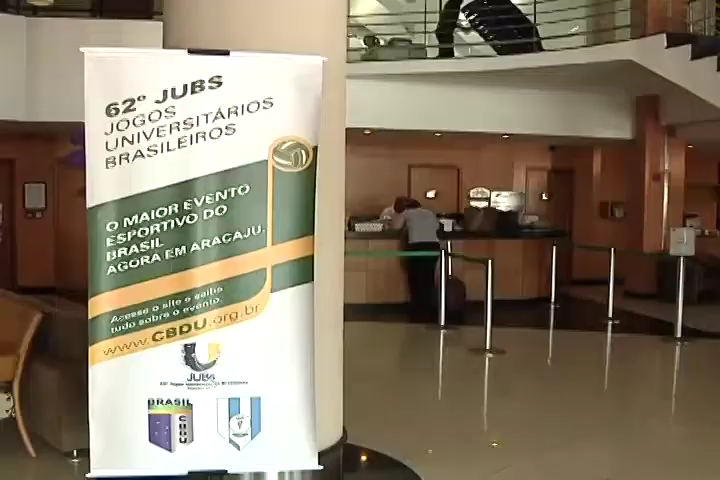 62º JUBS
JOGOS
UNIVERSITÁRIOS
BRASILEIROS
O MAIOR EVENTO
ESPORTIVO DO
BRASIL
AGORA EM ARACAJU.
Acesse o site e saiba
tudo sobre o evento.
www.CBDU.org.br
JUBS
BRASIL
CBDU